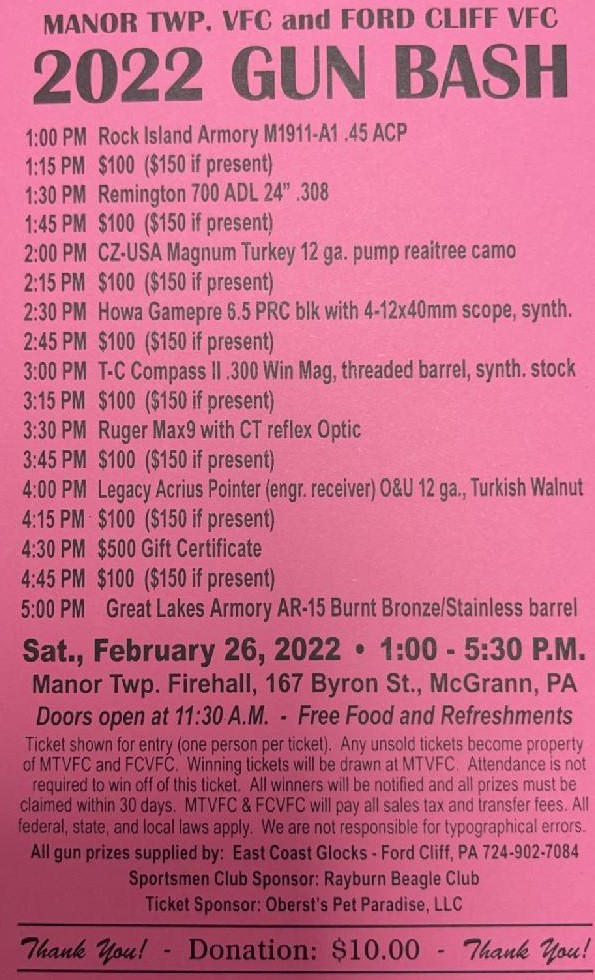 MANOR TWP. VFC and FORD CLIFF VFC
2022 GUN BASH
1:00 PM Rock Island Armory M1911-A1 .45 ACP
1:15 PM $100 ($150 if present)
1:30 PM Remington 700 ADL 24” .308
1:45 PM $100 ($150 if present)
2:00 PM CZ-USA Magnum Turkey 12 ga. pump reaitree camo
2:15 PM $100 ($150 if present)
2:30 PM Howa Gamepre 6.5 PRC blk with 4-12x40mm scope, synth.
2:45 PM $100 ($150 if present)
3:00 PM T-C Compass II .300 Win Mag, threaded barrel, synth. stock
3:15 PM $100 ($150 if present)
3:30 PM Ruger Max9 with CT reflex Optic
3:45 PM $100 ($150 if present)
4:00 PM Legacy Acrius Pointer (engr. receiver) O&U 12 ga., Turkish Walnut
4:15 PM $100 ($150 if present)
4:30 PM $500 Gift Certificate
4:45 PM $100 ($150 if present)
5:00 PM Great Lakes Armory AR-15 Burnt Bronze/Stainless barrel
Sat., February 26, 2022 • 1:00 - 5:30 P.M.
Manor Twp. Firehall, 167 Byron St., McGrann, PA
Doors open at 11:30 A.M. - Free Food and Refreshments
Ticket shown for entry (one person per ticket). Any unsold tickets become property
of MTVFC and FCVFC. Winning tickets will be drawn at MTVFC. Attendance is not
required to win off of this ticket. All winners will be notified and all prizes must be
claimed within 30 days. MTVFC & FCVFC will pay all sales tax and transfer fees. All
federal, state, and local laws apply. We are not responsible for typographical errors.
All gun prizes supplied by: East Coast Glocks - Ford Cliff, PA 724-902-7084
Sportsmen Club Sponsor: Rayburn Beagle Club
Ticket Sponsor: Oberst's Pet Paradise, LLC
Thank You! - Donation: $10.00 - Thank You!